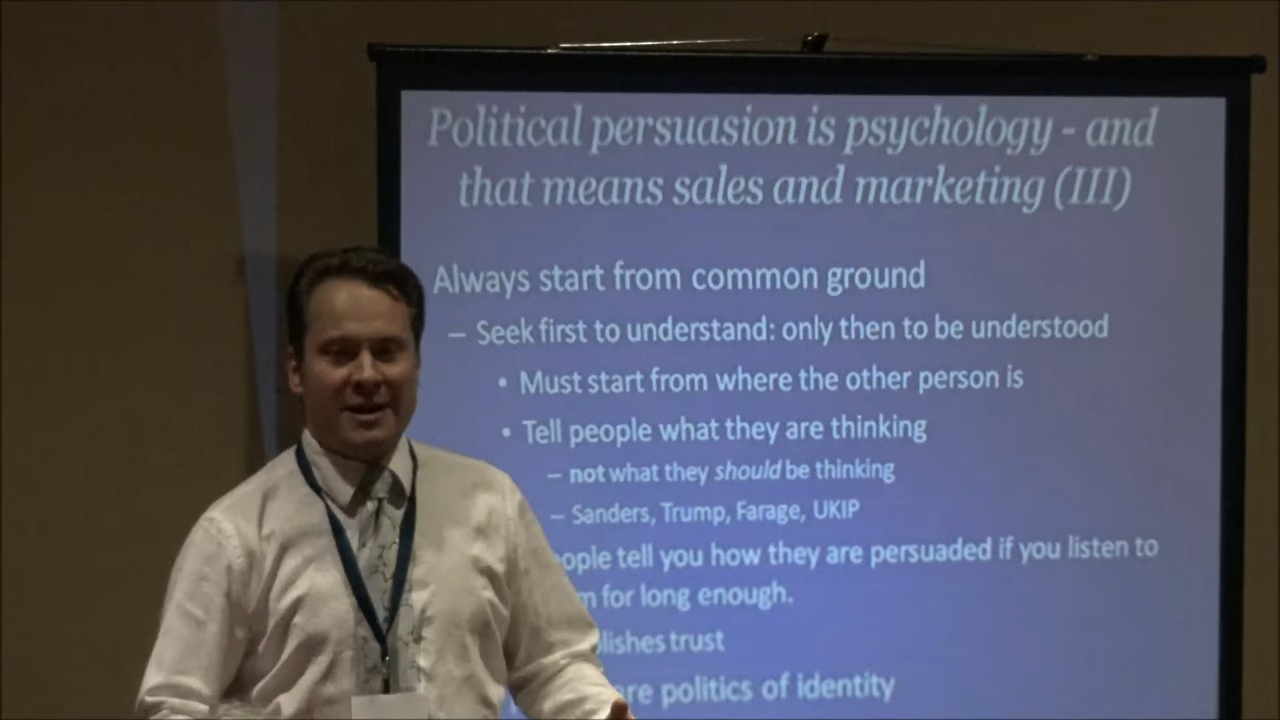 Political persuasion is psychology - and
that means sales and marketing (III)
Always start from common ground
– Seek first to understand: only then to be understood
• Must start from where the other person is
• Tell people what they are thinking
– not what they should be thinking
– Sanders, Trump, Farage, UKIP
tell you how they are persuaded if you listen to
for long enough.
trust
politics of identity